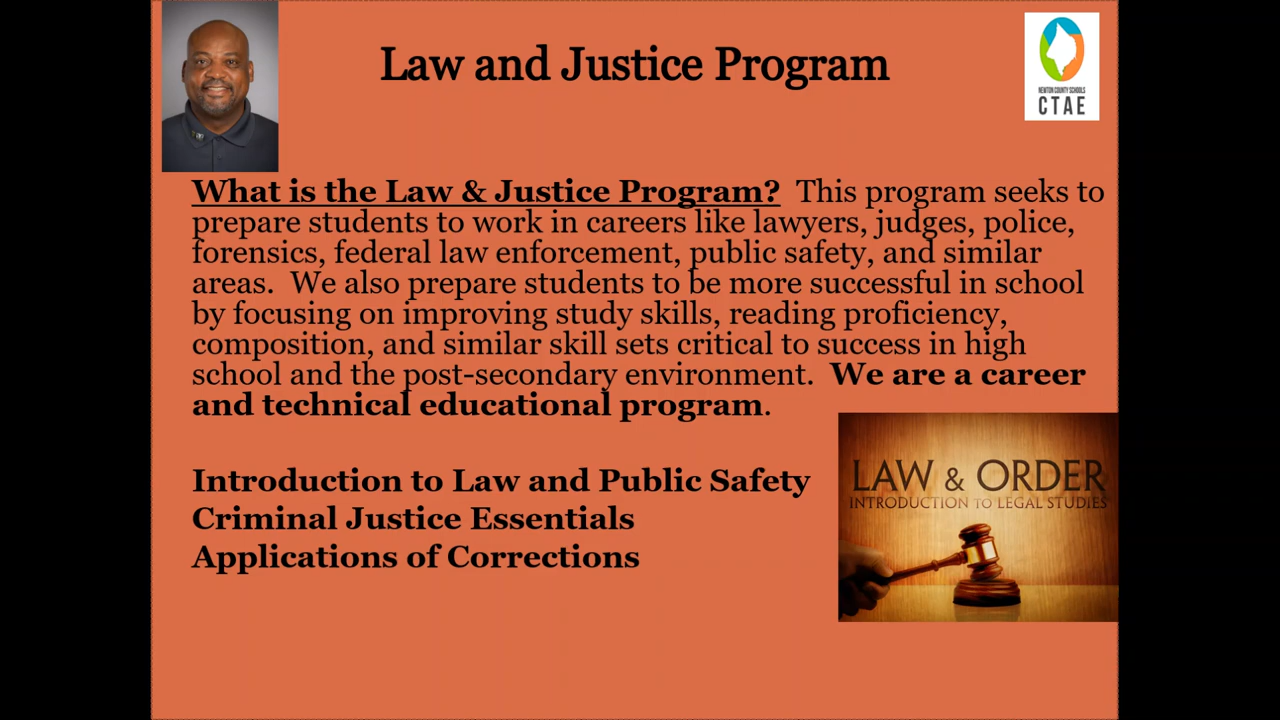 Law and Justice Program
NEWTON COUNTY SCHOOLS
CTAE
What is the Law & Justice Program?  This program seeks to
prepare students to work in careers like lawyers, judges, police,
forensics, federal law enforcement, public safety, and similar
areas.  We also prepare students to be more successful in school
by focusing on improving study skills, reading proficiency,
composition, and similar skill sets critical to success in high
school and the post-secondary environment.  We are a career
and technical educational program.
Introduction to Law and Public Safety
Criminal Justice Essentials
Applications of Corrections
LAW & ORDER
INTRODUCTION TO LEGAL STUDIES